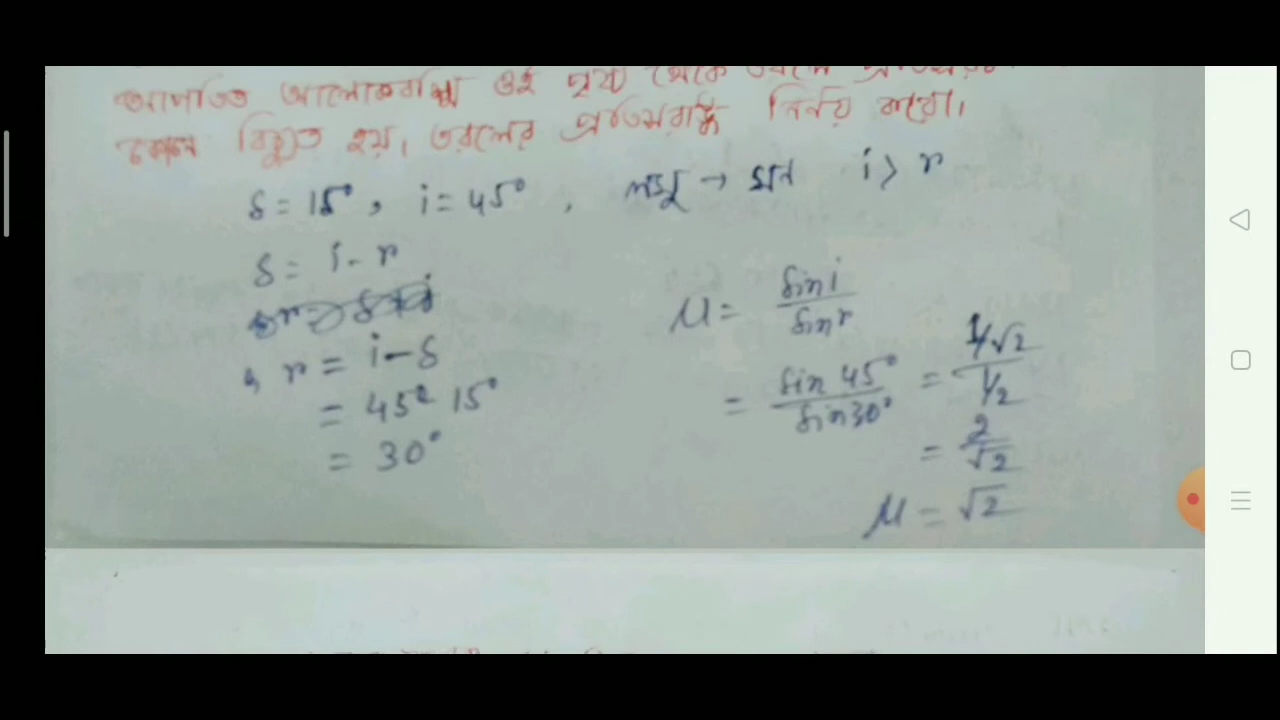 আপতিত আলোকরশ্মি ওই পৃষ্ঠ থেকে তরলে
কোণে বিচ্যুত হয়, তরলের প্রতিসরাঙ্ক নির্ণয় করো।
δ = 15°, i = 45°, লঘু → ঘন i > r
δ = i - r
r = i - δ
= 45° 15°
= 30°
μ = sin i / sin r
= sin 45° / sin 30° = 1/√2 / 1/2
= 2/√2
μ = √2